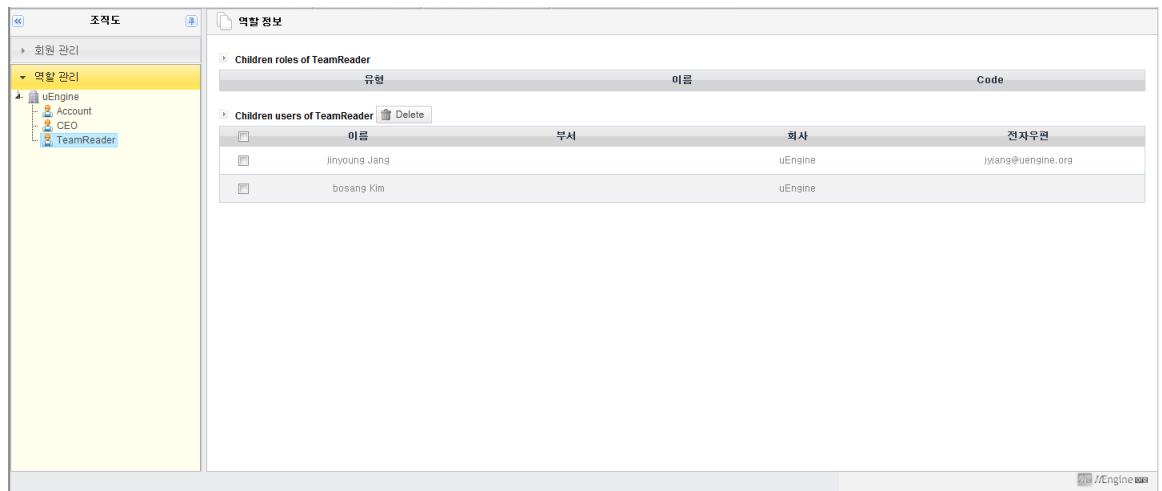 조직도
회원 관리
역할 관리
uEngine
Account
CEO
TeamReader
역할 정보
Children roles of TeamReader
유형 이름 Code
Children users of TeamReader Delete
이름 부서 회사 전자우편
jinyoung Jang uEngine jyjang@uengine.org
bosang Kim uEngine